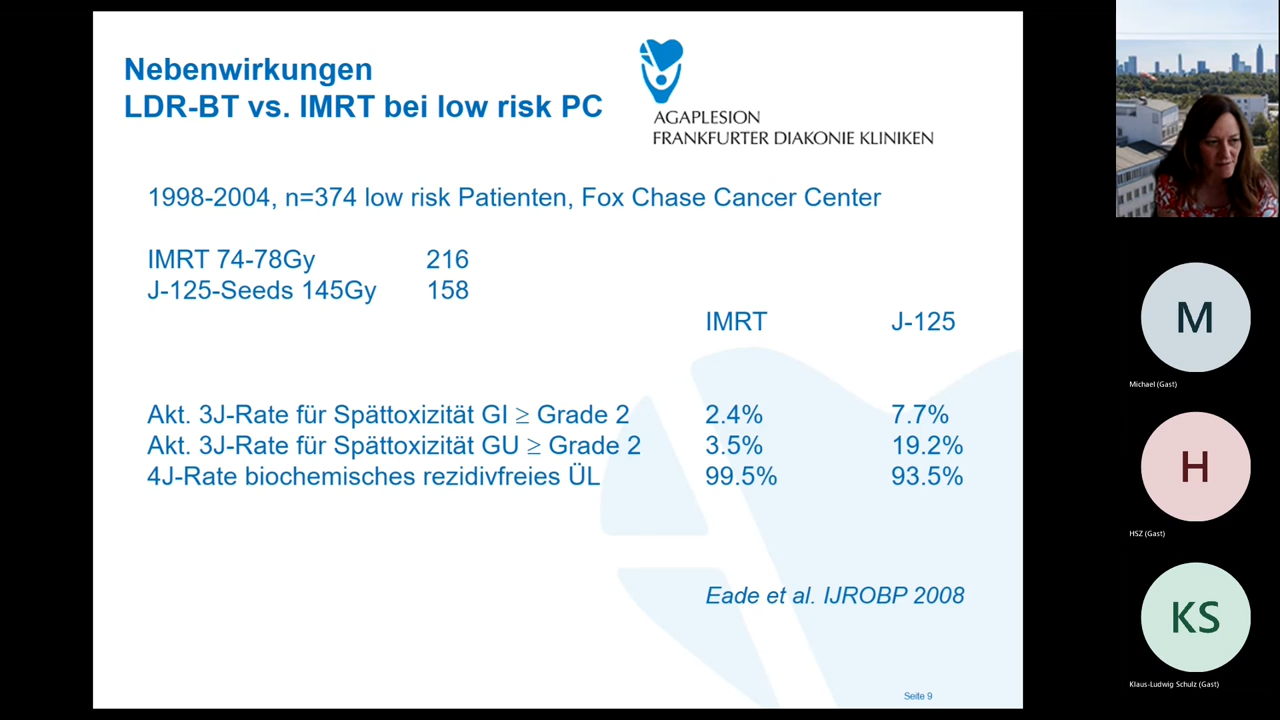 Nebenwirkungen
LDR-BT vs. IMRT bei low risk PC
AGAPLESION
FRANKFURTER DIAKONIE KLINIKEN
1998-2004, n=374 low risk Patienten, Fox Chase Cancer Center
IMRT 74-78Gy 216
J-125-Seeds 145Gy 158
IMRT J-125
Akt. 3J-Rate für Spättoxizität GI ≥ Grade 2 2.4% 7.7%
Akt. 3J-Rate für Spättoxizität GU ≥ Grade 2 3.5% 19.2%
4J-Rate biochemisches rezidivfreies ÜL 99.5% 93.5%
Eade et al. IJROBP 2008
Seite 9
M
Michael (Gast)
H
HSZ (Gast)
KS
Klaus-Ludwig Schulz (Gast)